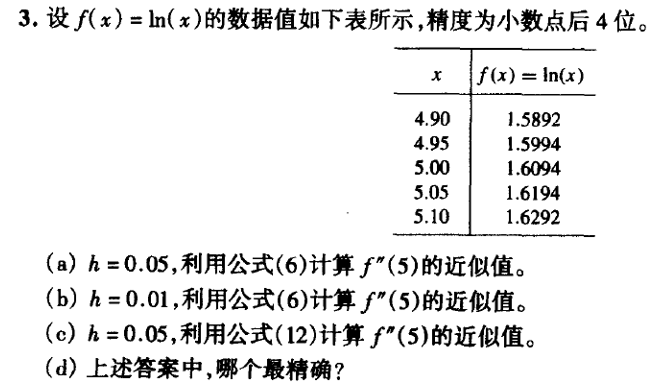 3. 设 f(x) = ln(x)的数据值如下表所示,精度为小数点后 4 位。
x f(x) = ln(x)
4.90 1.5892
4.95 1.5994
5.00 1.6094
5.05 1.6194
5.10 1.6292
(a) h = 0.05,利用公式(6)计算 f″(5)的近似值。
(b) h = 0.01,利用公式(6)计算 f″(5)的近似值。
(c) h = 0.05,利用公式(12)计算 f″(5)的近似值。
(d) 上述答案中,哪个最精确?